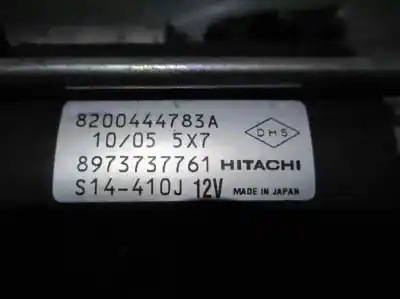 8200444783A
10/05 5X7
DHS
8973737761 HITACHI
S14-410J 12V MADE IN JAPAN